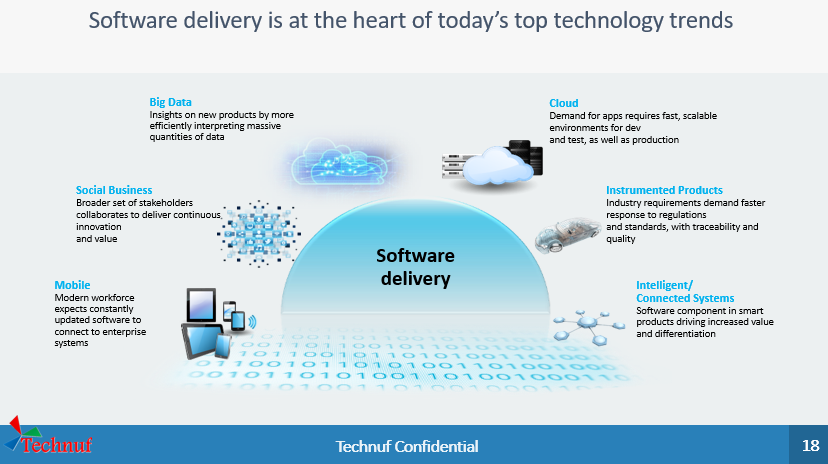 Software delivery is at the heart of today’s top technology trends
Big Data
Insights on new products by more
efficiently interpreting massive
quantities of data
Cloud
Demand for apps requires fast, scalable
environments for dev
and test, as well as production
Social Business
Broader set of stakeholders
collaborates to deliver continuous
innovation
and value
Instrumented Products
Industry requirements demand faster
response to regulations
and standards, with traceability and
quality
Software
delivery
Mobile
Modern workforce
expects constantly
updated software to
connect to enterprise
systems
Intelligent/
Connected Systems
Software component in smart
products driving increased value
and differentiation
Technuf
Technuf Confidential
18